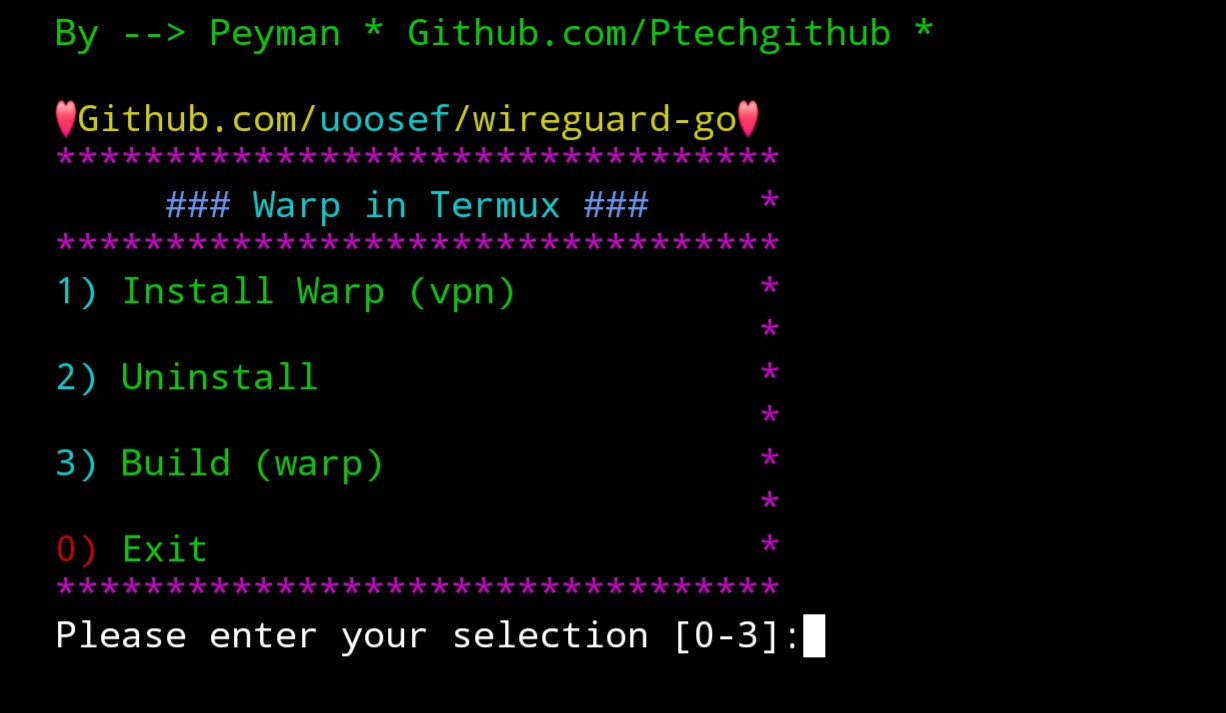 By --> Peyman * Github.com/Ptechgithub *
❤Github.com/uoosef/wireguard-go❤
*********************************
### Warp in Termux ### *
*********************************
1) Install Warp (vpn) *
*
2) Uninstall *
*
3) Build (warp) *
*
0) Exit *
*********************************
Please enter your selection [0-3]: